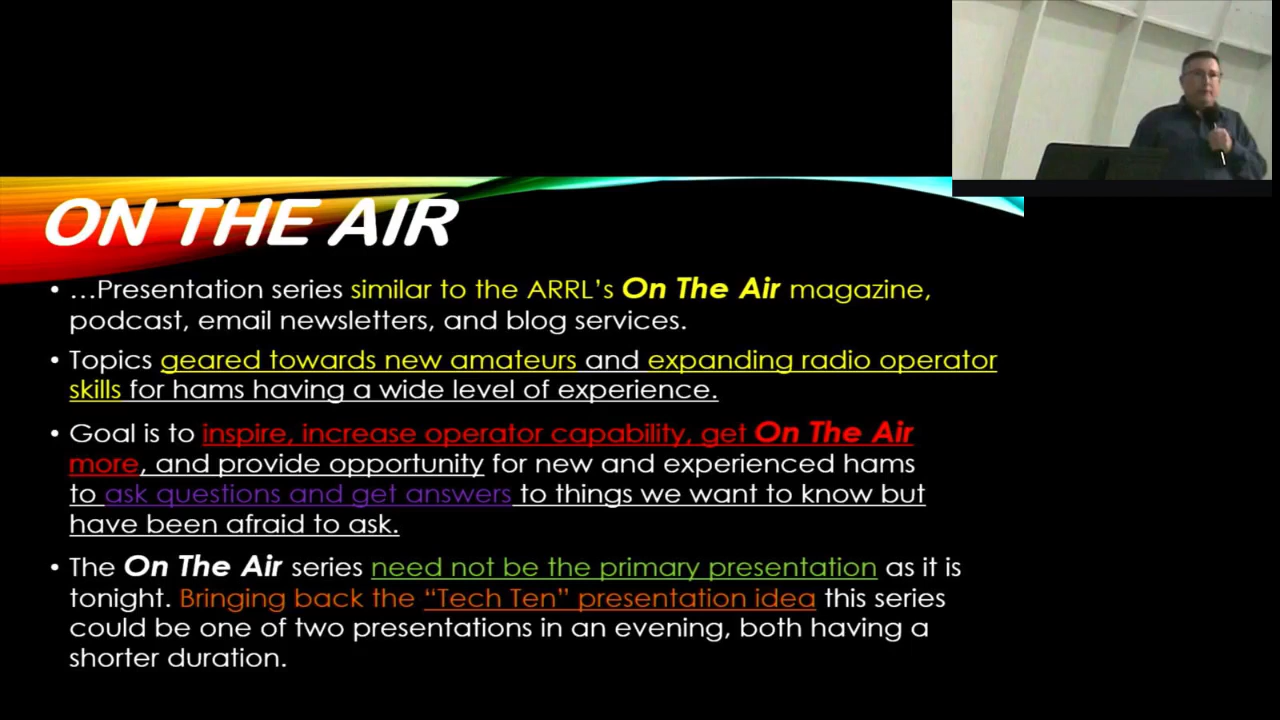 ON THE AIR
• …Presentation series similar to the ARRL’s On The Air magazine,
podcast, email newsletters, and blog services.
• Topics geared towards new amateurs and expanding radio operator
skills for hams having a wide level of experience.
• Goal is to inspire, increase operator capability, get On The Air
more, and provide opportunity for new and experienced hams
to ask questions and get answers to things we want to know but
have been afraid to ask.
• The On The Air series need not be the primary presentation as it is
tonight. Bringing back the “Tech Ten” presentation idea this series
could be one of two presentations in an evening, both having a
shorter duration.